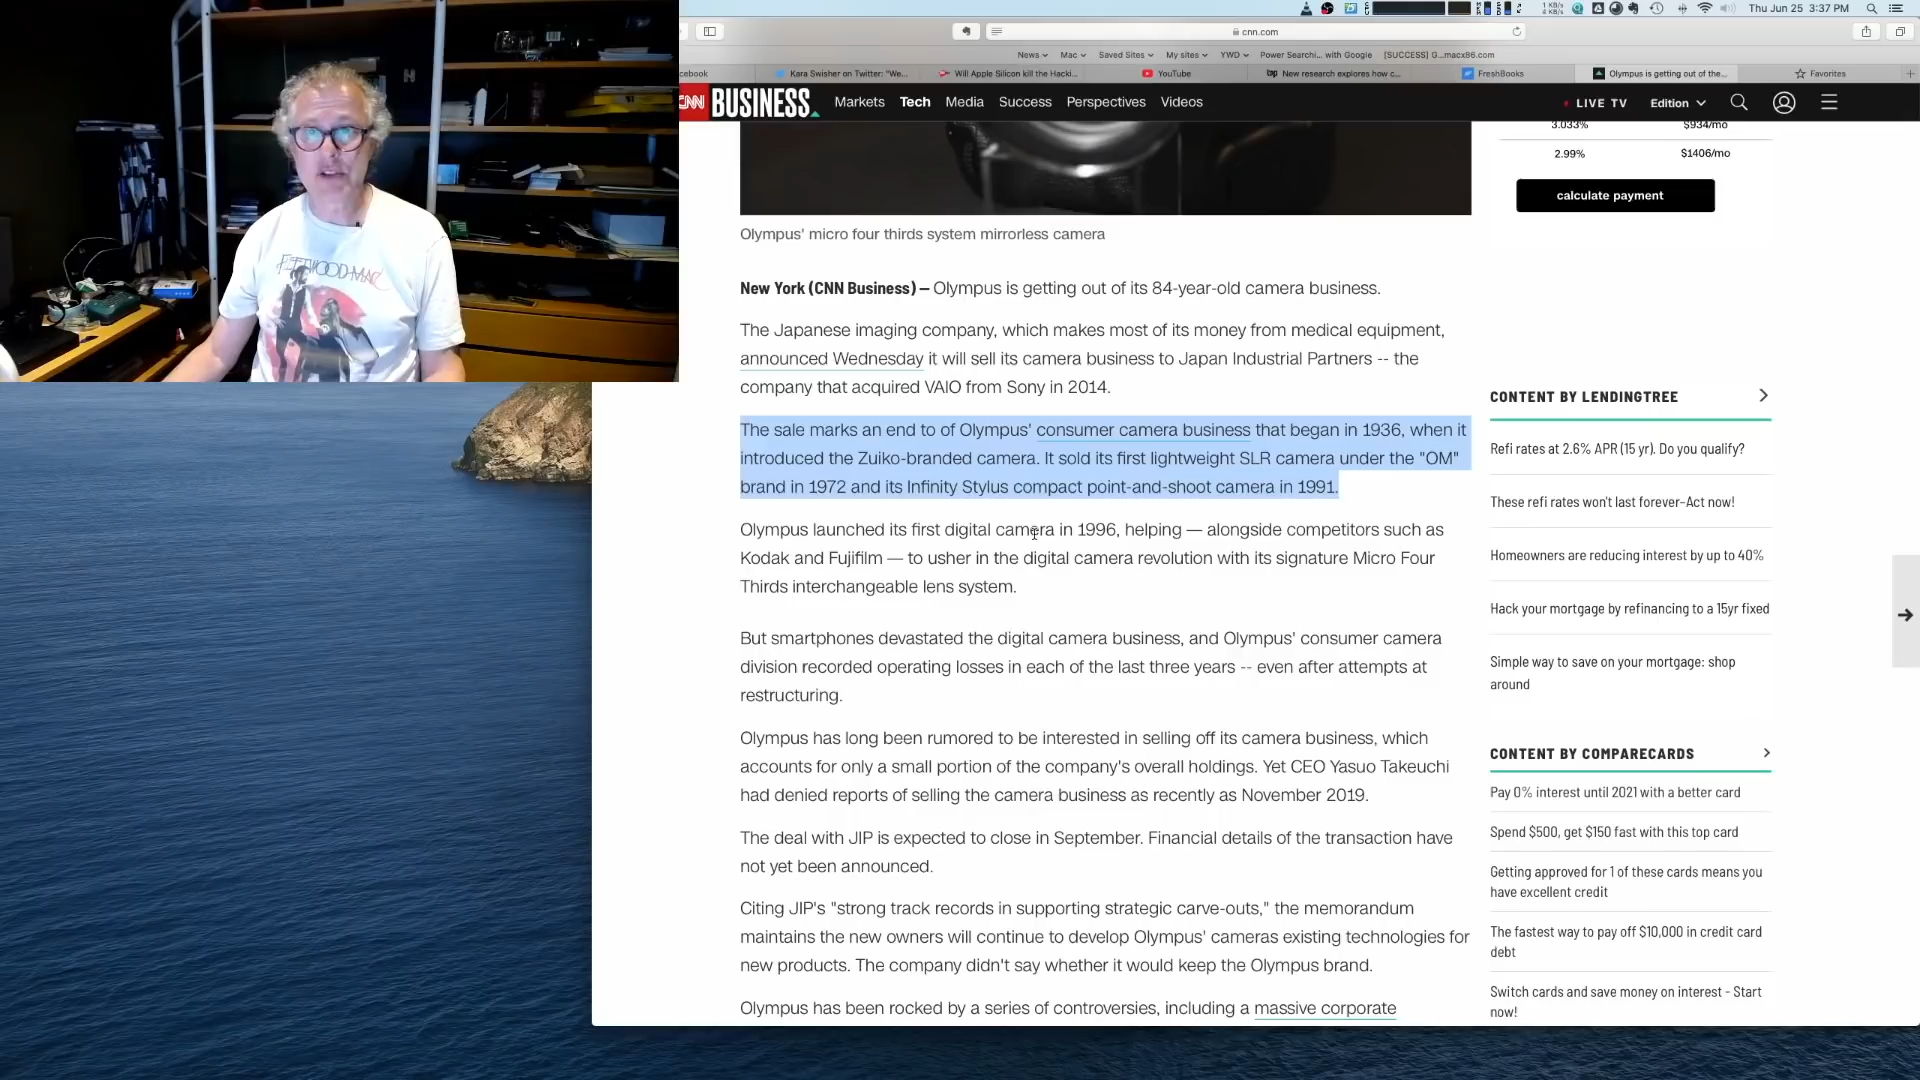 Thu Jun 25 3:37 PM
cnn.com
News
Mac
Saved Sites
My sites
YWD
Power Searchi... with Google
[SUCCESS] G...macx86.com
cebook
Kara Swisher on Twitter: "We...
Will Apple Silicon kill the Hacki...
YouTube
New research explores how c...
FreshBooks
Olympus is getting out of the...
Favorites
CNN BUSINESS
Markets
Tech
Media
Success
Perspectives
Videos
LIVE TV
Edition
3.033% $934/mo
2.99% $1406/mo
calculate payment
FLEETWOOD MAC
Olympus' micro four thirds system mirrorless camera
New York (CNN Business) — Olympus is getting out of its 84-year-old camera business.
The Japanese imaging company, which makes most of its money from medical equipment,
announced Wednesday it will sell its camera business to Japan Industrial Partners -- the
company that acquired VAIO from Sony in 2014.
The sale marks an end to of Olympus' consumer camera business that began in 1936, when it
introduced the Zuiko-branded camera. It sold its first lightweight SLR camera under the "OM"
brand in 1972 and its Infinity Stylus compact point-and-shoot camera in 1991.
Olympus launched its first digital camera in 1996, helping — alongside competitors such as
Kodak and Fujifilm — to usher in the digital camera revolution with its signature Micro Four
Thirds interchangeable lens system.
But smartphones devastated the digital camera business, and Olympus' consumer camera
division recorded operating losses in each of the last three years -- even after attempts at
restructuring.
Olympus has long been rumored to be interested in selling off its camera business, which
accounts for only a small portion of the company's overall holdings. Yet CEO Yasuo Takeuchi
had denied reports of selling the camera business as recently as November 2019.
The deal with JIP is expected to close in September. Financial details of the transaction have
not yet been announced.
Citing JIP's "strong track records in supporting strategic carve-outs," the memorandum
maintains the new owners will continue to develop Olympus' cameras existing technologies for
new products. The company didn't say whether it would keep the Olympus brand.
Olympus has been rocked by a series of controversies, including a massive corporate
CONTENT BY LENDINGTREE
Refi rates at 2.6% APR (15 yr). Do you qualify?
These refi rates won't last forever–Act now!
Homeowners are reducing interest by up to 40%
Hack your mortgage by refinancing to a 15yr fixed
Simple way to save on your mortgage: shop
around
CONTENT BY COMPARECARDS
Pay 0% interest until 2021 with a better card
Spend $500, get $150 fast with this top card
Getting approved for 1 of these cards means you
have excellent credit
The fastest way to pay off $10,000 in credit card
debt
Switch cards and save money on interest - Start
now!